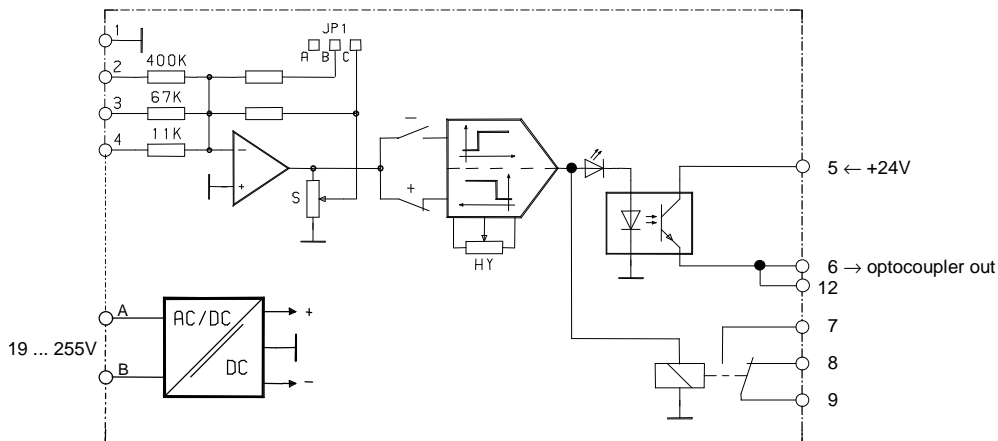 1
JP1
A B C
2 400K
3 67K
4 11K
−
+
S
−
+
HY
5 ← +24V
6 → optocoupler out
12
7
8
9
19 ... 255V
A
B
AC/DC
DC
+
−